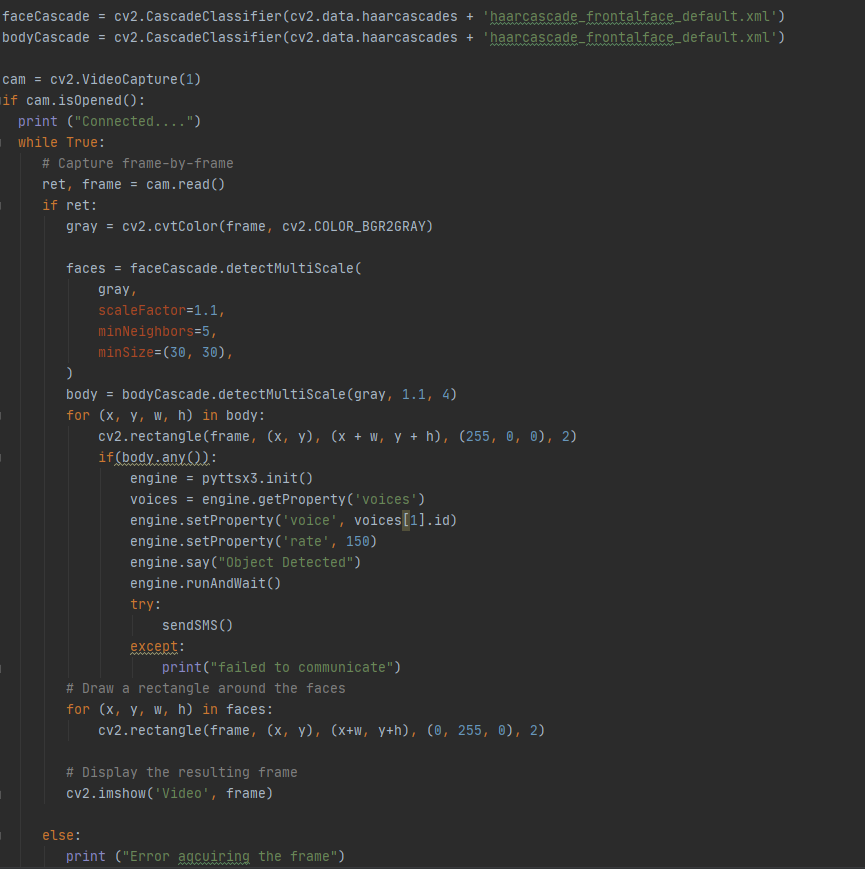 faceCascade = cv2.CascadeClassifier(cv2.data.haarcascades + 'haarcascade_frontalface_default.xml')
bodyCascade = cv2.CascadeClassifier(cv2.data.haarcascades + 'haarcascade_frontalface_default.xml')
cam = cv2.VideoCapture(1)
if cam.isOpened():
print ("Connected....")
while True:
# Capture frame-by-frame
ret, frame = cam.read()
if ret:
gray = cv2.cvtColor(frame, cv2.COLOR_BGR2GRAY)
faces = faceCascade.detectMultiScale(
gray,
scaleFactor=1.1,
minNeighbors=5,
minSize=(30, 30),
)
body = bodyCascade.detectMultiScale(gray, 1.1, 4)
for (x, y, w, h) in body:
cv2.rectangle(frame, (x, y), (x + w, y + h), (255, 0, 0), 2)
if(body.any()):
engine = pyttsx3.init()
voices = engine.getProperty('voices')
engine.setProperty('voice', voices[1].id)
engine.setProperty('rate', 150)
engine.say("Object Detected")
engine.runAndWait()
try:
sendSMS()
except:
print("failed to communicate")
# Draw a rectangle around the faces
for (x, y, w, h) in faces:
cv2.rectangle(frame, (x, y), (x+w, y+h), (0, 255, 0), 2)
# Display the resulting frame
cv2.imshow('Video', frame)
else:
print ("Error aqcuiring the frame")